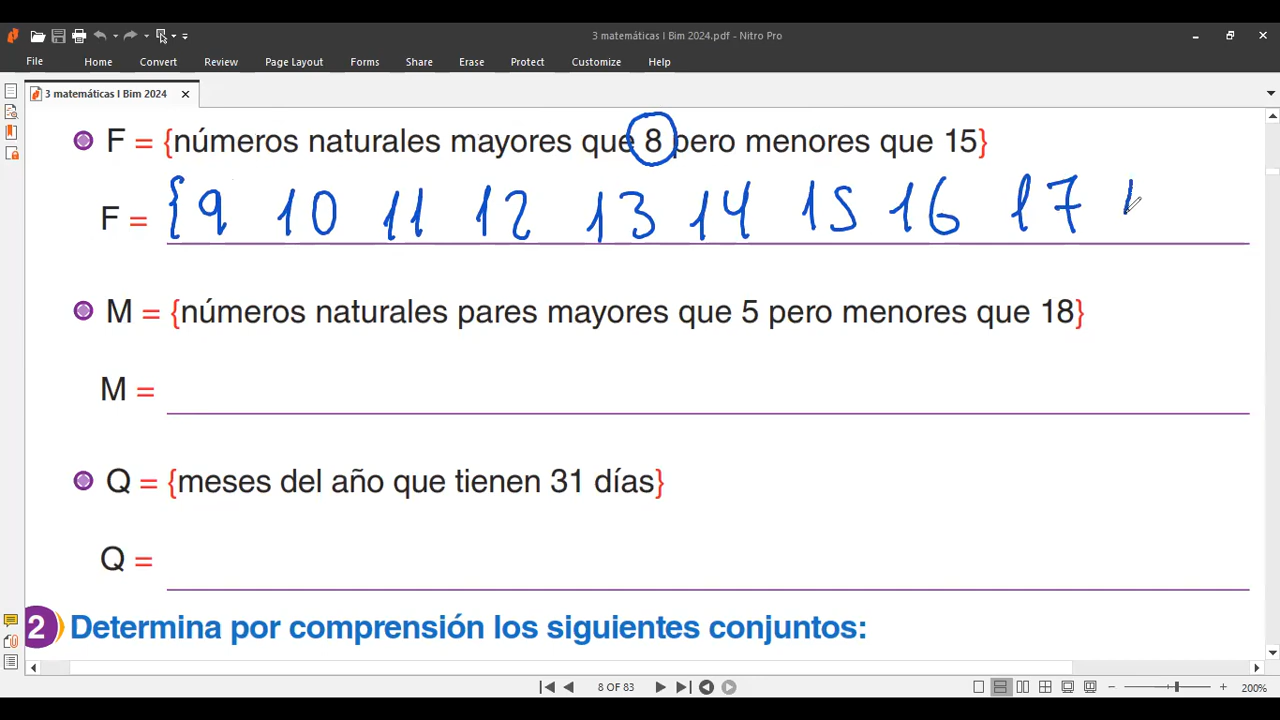 3 matemáticas I Bim 2024.pdf - Nitro Pro
File Home Convert Review Page Layout Forms Share Erase Protect Customize Help
3 matemáticas I Bim 2024
F = {números naturales mayores que 8 pero menores que 15}
F = {9 10 11 12 13 14 15 16 17
M = {números naturales pares mayores que 5 pero menores que 18}
M =
Q = {meses del año que tienen 31 días}
Q =
2 Determina por comprensión los siguientes conjuntos:
8 OF 83
200%